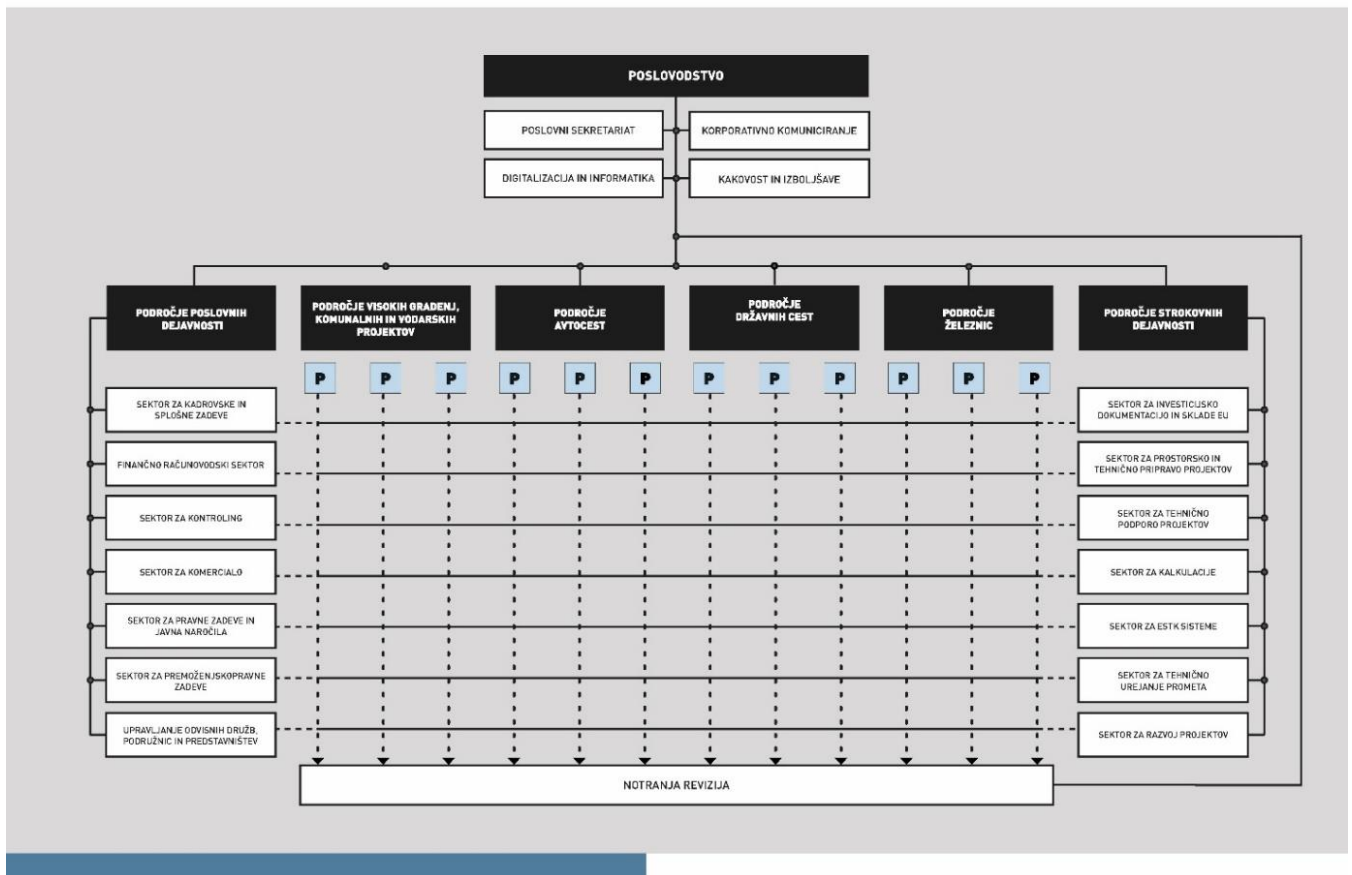 POSLOVODSTVO
POSLOVNI SEKRETARIAT
KORPORATIVNO KOMUNICIRANJE
DIGITALIZACIJA IN INFORMATIKA
KAKOVOST IN IZBOLJŠAVE
PODROČJE POSLOVNIH
DEJAVNOSTI
PODROČJE VISOKIH GRADENJ,
KOMUNALNIH IN VODARSKIH
PROJEKTOV
PODROČJE
AVTOCEST
PODROČJE
DRŽAVNIH CEST
PODROČJE
ŽELEZNIC
PODROČJE STROKOVNIH
DEJAVNOSTI
P P P P P P P P P P P P
SEKTOR ZA KADROVSKE IN
SPLOŠNE ZADEVE
FINANČNO RAČUNOVODSKI SEKTOR
SEKTOR ZA KONTROLING
SEKTOR ZA KOMERCIALO
SEKTOR ZA PRAVNE ZADEVE IN
JAVNA NAROČILA
SEKTOR ZA PREMOŽENJSKOPRAVNE
ZADEVE
UPRAVLJANJE ODVISNIH DRUŽB,
PODRUŽNIC IN PREDSTAVNIŠTEV
SEKTOR ZA INVESTICIJSKO
DOKUMENTACIJO IN SKLADE EU
SEKTOR ZA PROSTORSKO IN
TEHNIČNO PRIPRAVO PROJEKTOV
SEKTOR ZA TEHNIČNO
PODPORO PROJEKTOV
SEKTOR ZA KALKULACIJE
SEKTOR ZA ESTK SISTEME
SEKTOR ZA TEHNIČNO
UREJANJE PROMETA
SEKTOR ZA RAZVOJ PROJEKTOV
NOTRANJA REVIZIJA